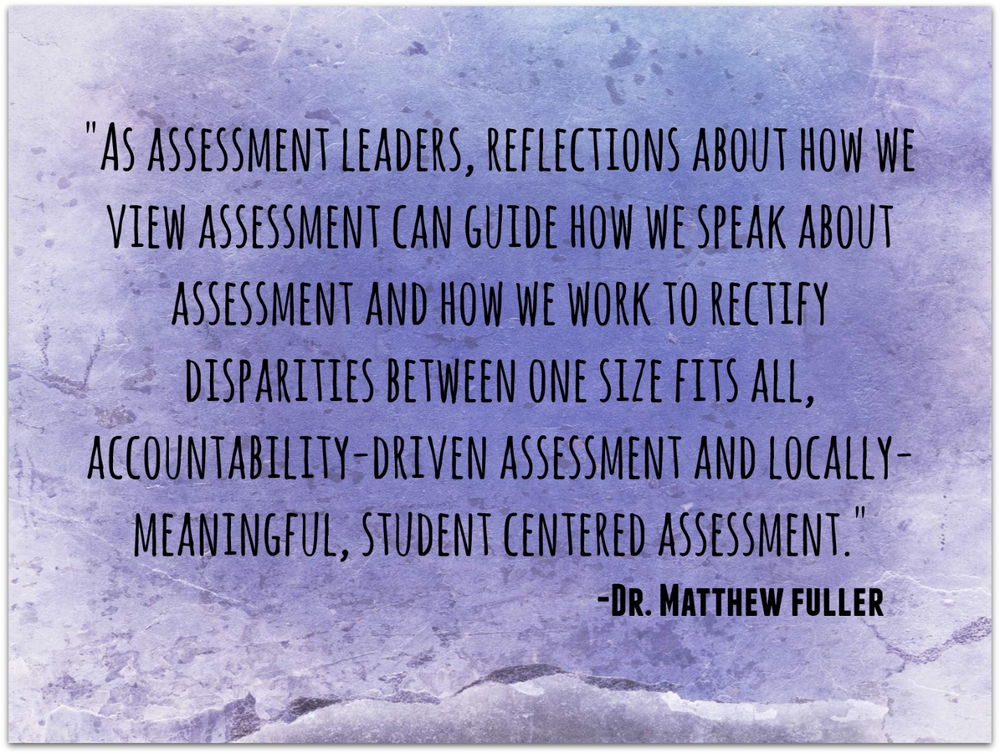 "As assessment leaders, reflections about how we
view assessment can guide how we speak about
assessment and how we work to rectify
disparities between one size fits all,
accountability-driven assessment and locally-
meaningful, student centered assessment."
-Dr. Matthew Fuller